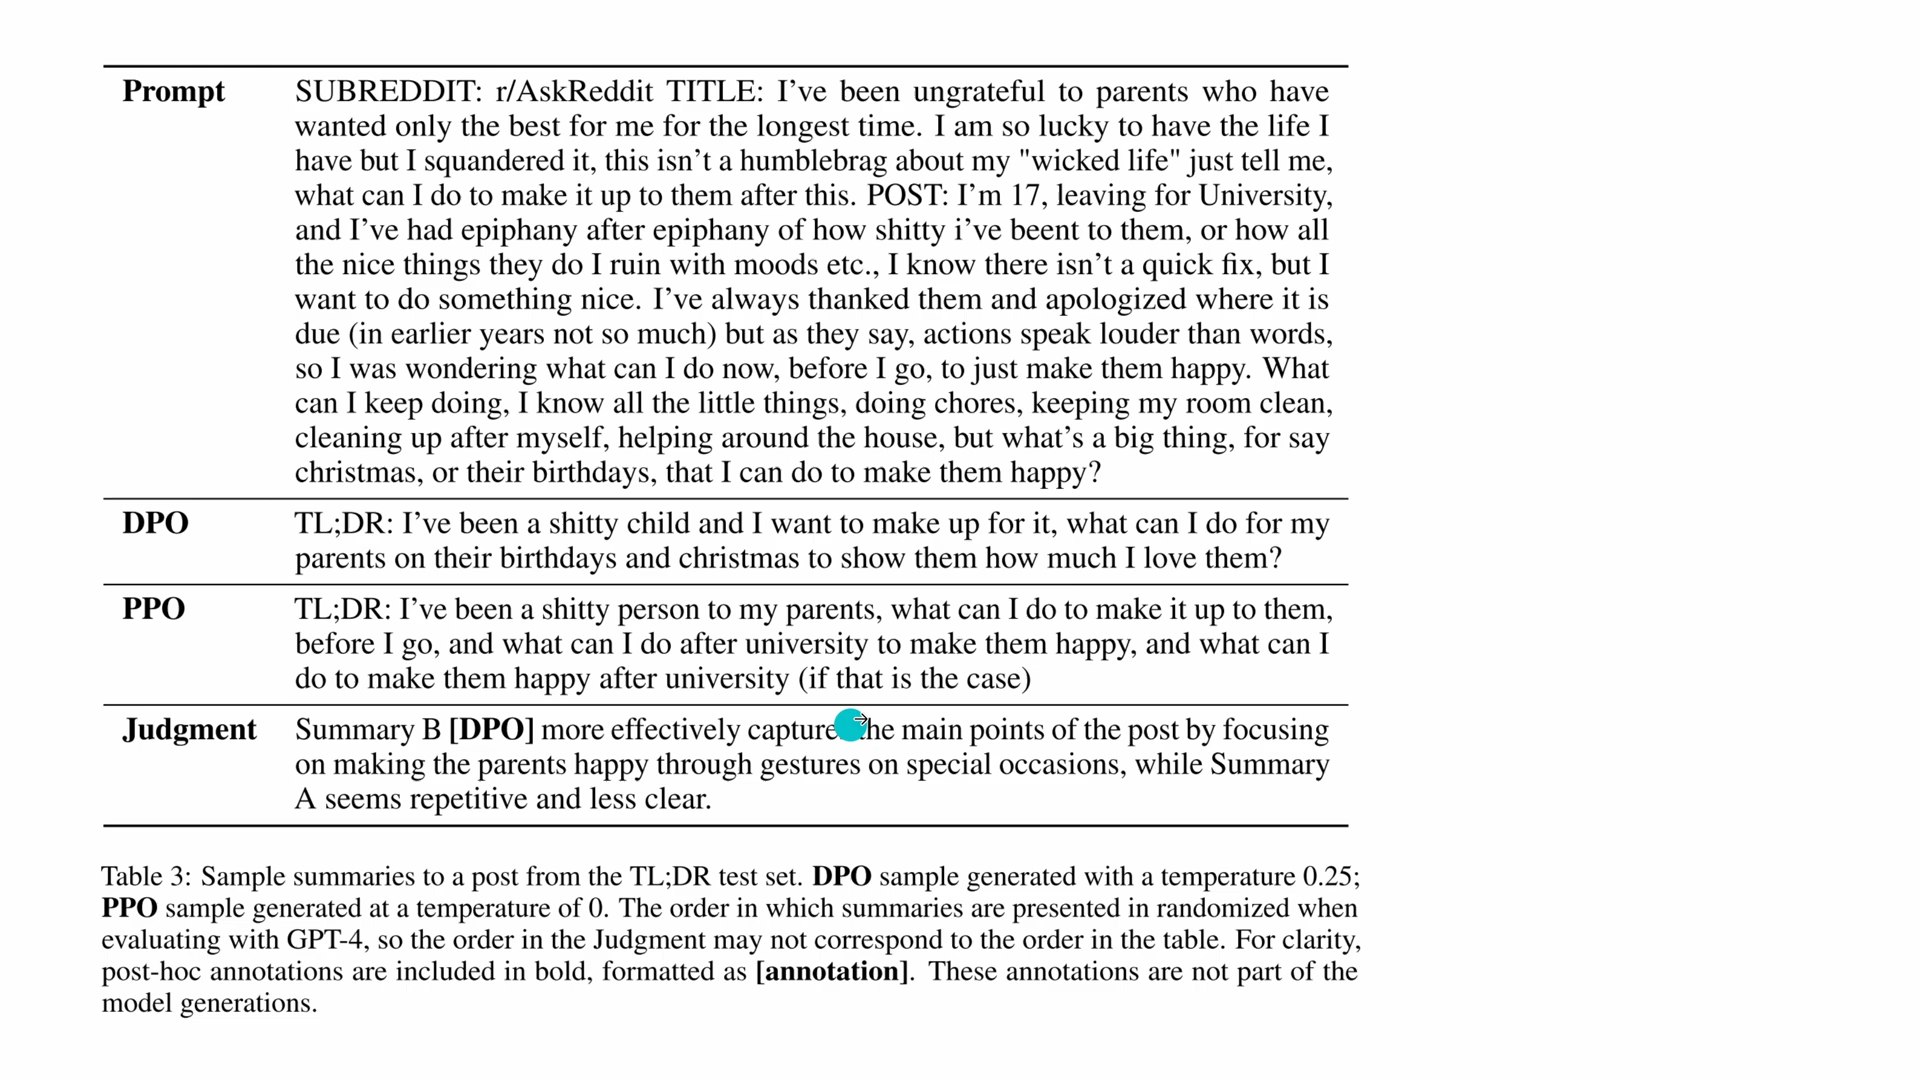 Prompt SUBREDDIT: r/AskReddit TITLE: I've been ungrateful to parents who have
wanted only the best for me for the longest time. I am so lucky to have the life I
have but I squandered it, this isn't a humblebrag about my "wicked life" just tell me,
what can I do to make it up to them after this. POST: I'm 17, leaving for University,
and I've had epiphany after epiphany of how shitty i've beent to them, or how all
the nice things they do I ruin with moods etc., I know there isn't a quick fix, but I
want to do something nice. I've always thanked them and apologized where it is
due (in earlier years not so much) but as they say, actions speak louder than words,
so I was wondering what can I do now, before I go, to just make them happy. What
can I keep doing, I know all the little things, doing chores, keeping my room clean,
cleaning up after myself, helping around the house, but what's a big thing, for say
christmas, or their birthdays, that I can do to make them happy?
DPO TL;DR: I've been a shitty child and I want to make up for it, what can I do for my
parents on their birthdays and christmas to show them how much I love them?
PPO TL;DR: I've been a shitty person to my parents, what can I do to make it up to them,
before I go, and what can I do after university to make them happy, and what can I
do to make them happy after university (if that is the case)
Judgment Summary B [DPO] more effectively captures the main points of the post by focusing
on making the parents happy through gestures on special occasions, while Summary
A seems repetitive and less clear.
Table 3: Sample summaries to a post from the TL;DR test set. DPO sample generated with a temperature 0.25;
PPO sample generated at a temperature of 0. The order in which summaries are presented in randomized when
evaluating with GPT-4, so the order in the Judgment may not correspond to the order in the table. For clarity,
post-hoc annotations are included in bold, formatted as [annotation]. These annotations are not part of the
model generations.